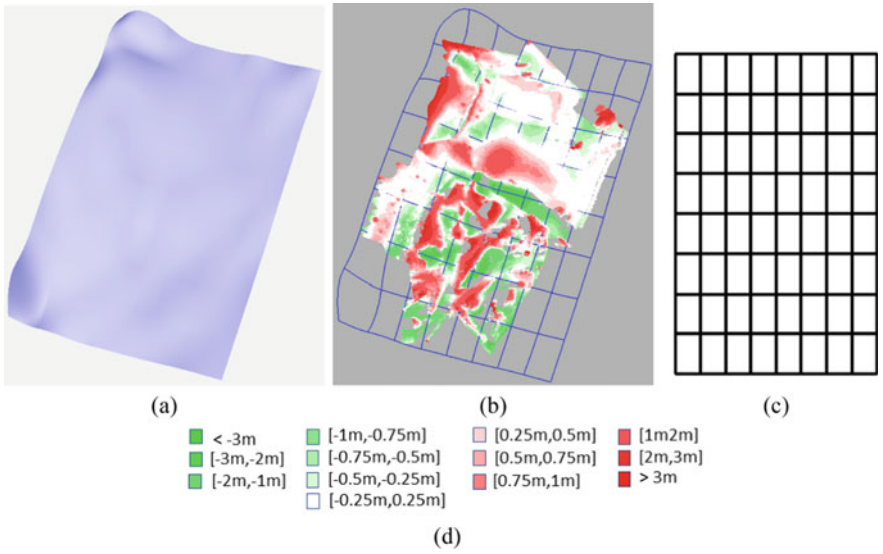 (a)
(b)
(c)
< -3m
[-3m,-2m]
[-2m,-1m]
[-1m,-0.75m]
[-0.75m,-0.5m]
[-0.5m,-0.25m]
[-0.25m,0.25m]
[0.25m,0.5m]
[0.5m,0.75m]
[0.75m,1m]
[1m2m]
[2m,3m]
> 3m
(d)